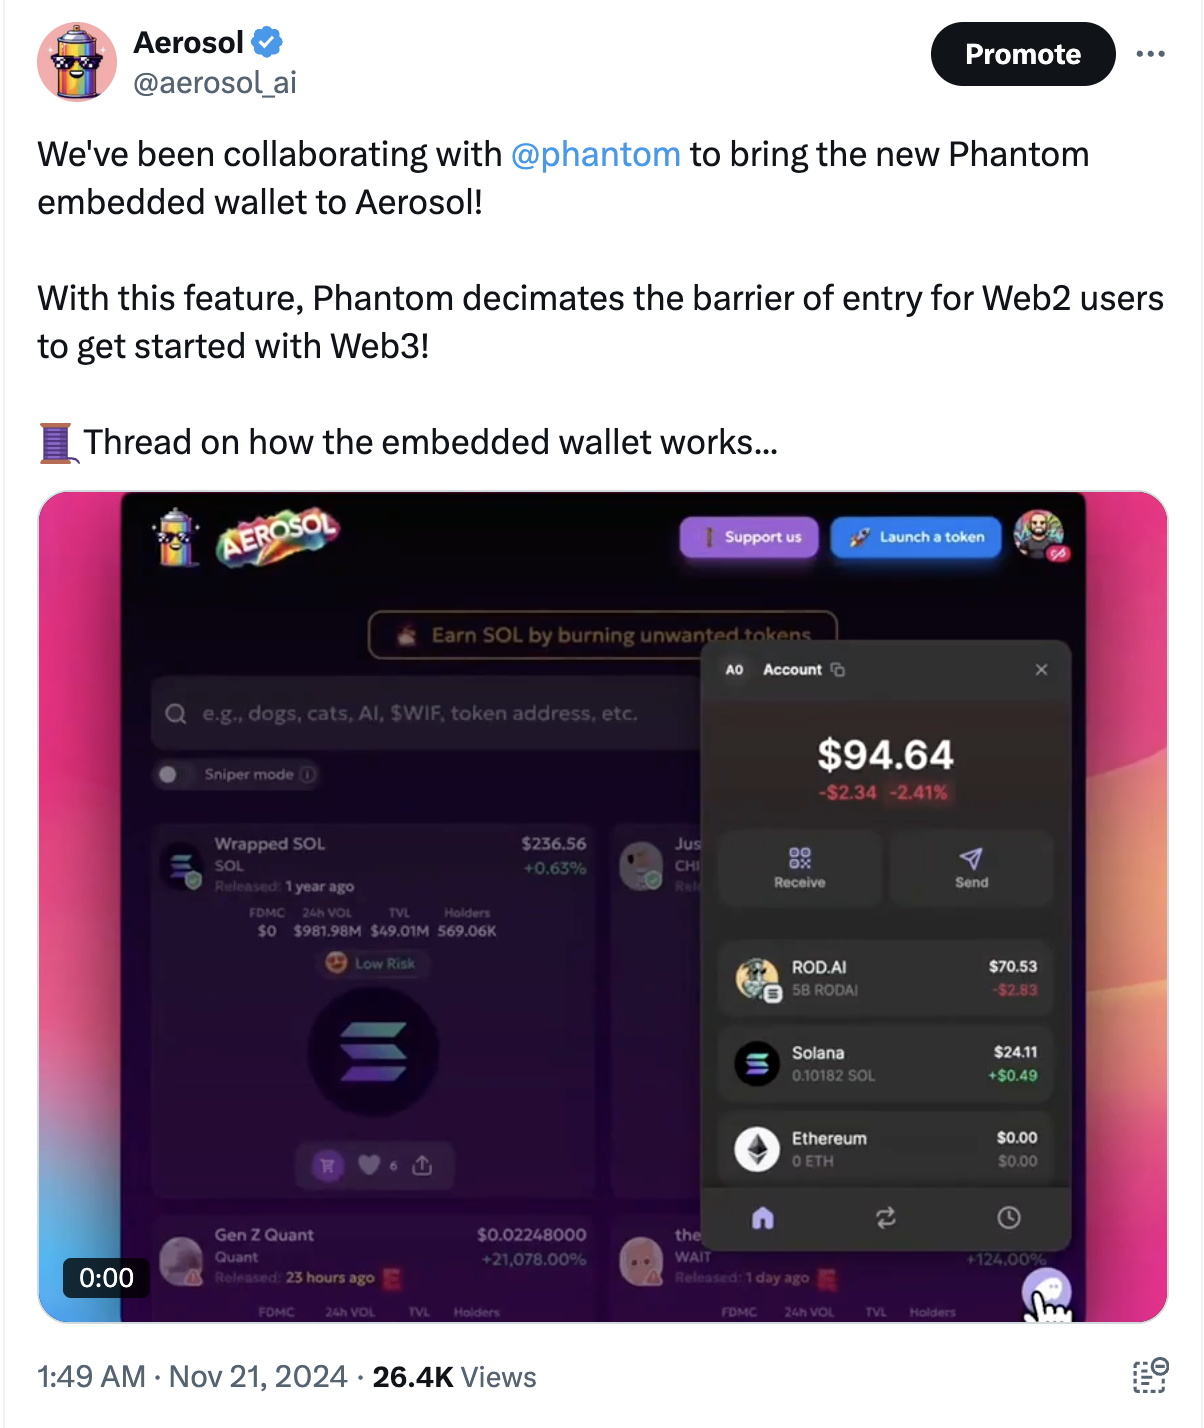 Aerosol
@aerosol_ai
Promote
We've been collaborating with @phantom to bring the new Phantom
embedded wallet to Aerosol!
With this feature, Phantom decimates the barrier of entry for Web2 users
to get started with Web3!
Thread on how the embedded wallet works...
AEROSOL
Support us
Launch a token
Earn SOL by burning unwanted tokens
e.g., dogs, cats, AI, $WIF, token address, etc.
Sniper mode
Wrapped SOL
$236.56
SOL
+0.63%
Released: 1 year ago
FDMC 24h VOL TVL Holders
$0 $981.98M $49.01M 569.06K
Low Risk
6
Jus
CHI
Rel
Gen Z Quant
$0.02248000
Quant
+21,078.00%
Released: 23 hours ago
FDMC 24h VOL TVL Holders
the
WAIT
+124.00%
Released: 1 day ago
FDMC 24h VOL TVL Holders
A0 Account
$94.64
-$2.34 -2.41%
Receive
Send
ROD.AI
$70.53
5B RODAI
-$2.83
Solana
$24.11
0.10182 SOL
+$0.49
Ethereum
$0.00
0 ETH
$0.00
0:00
1:49 AM · Nov 21, 2024 · 26.4K Views